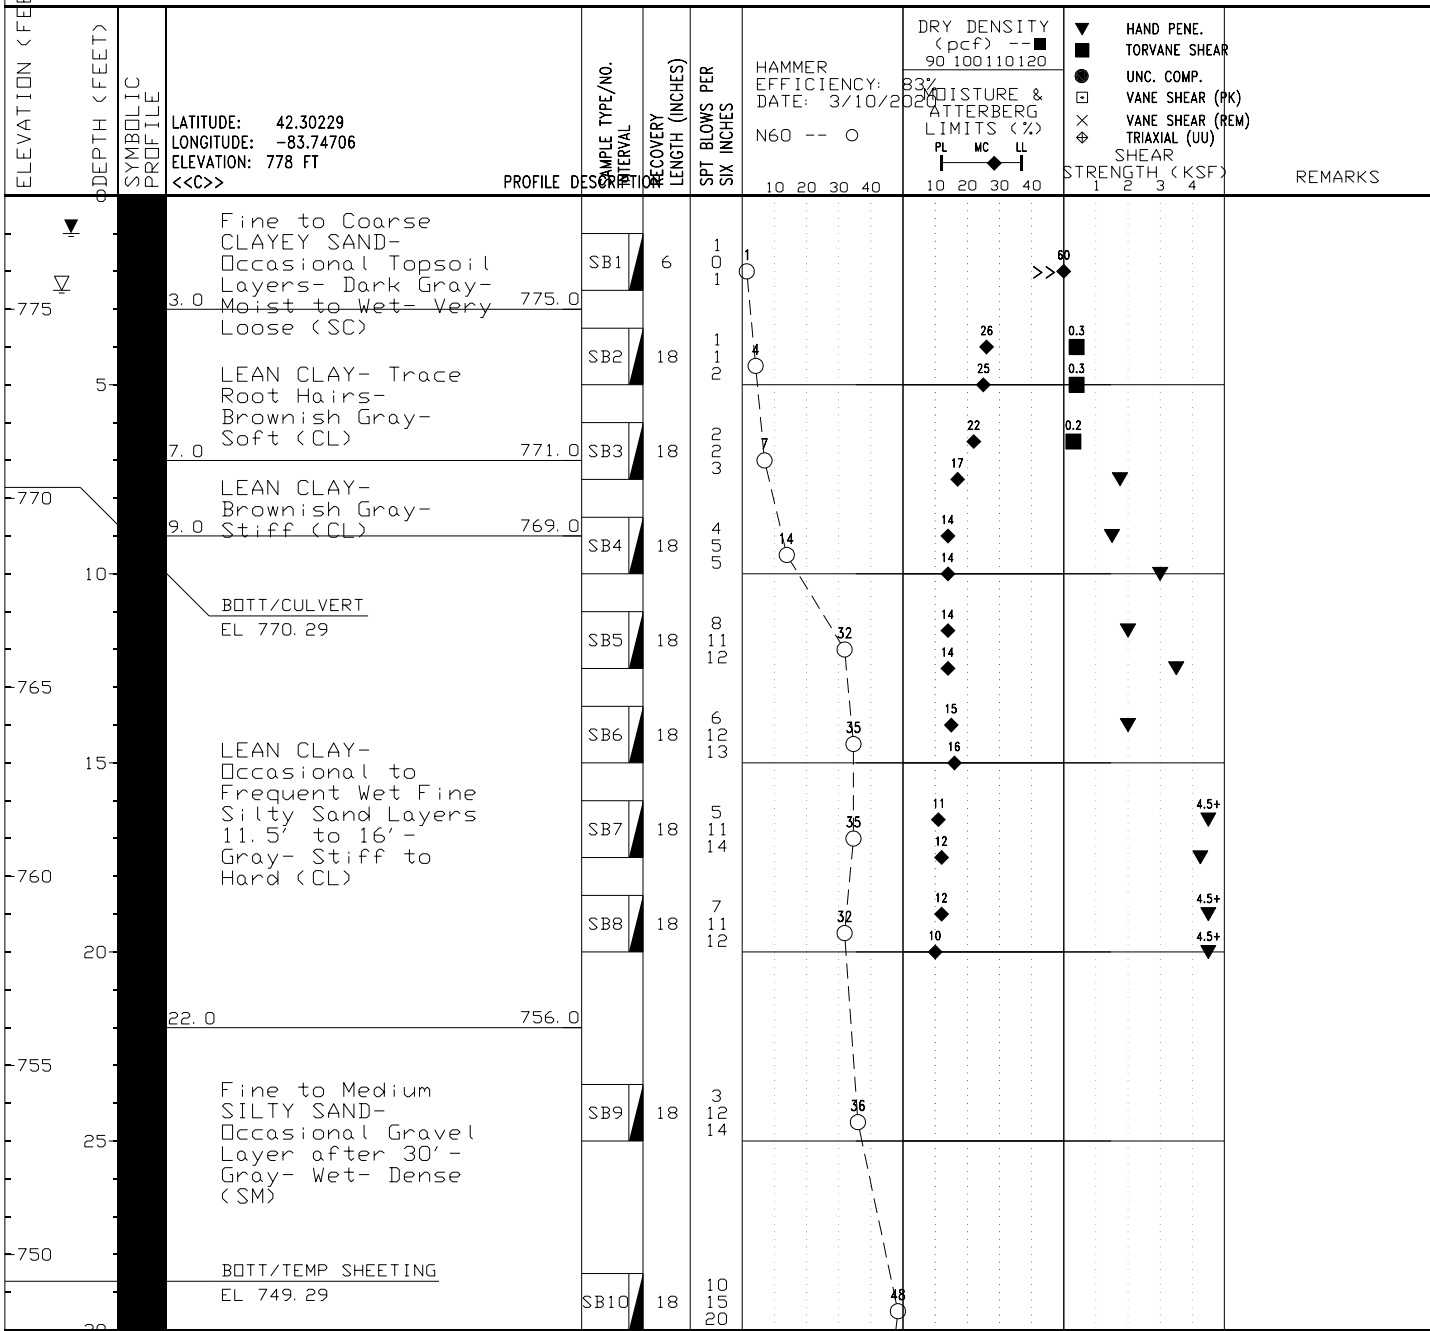 ELEVATION (FEE
DEPTH (FEET)
SYMBOLIC
PROFILE
LATITUDE: 42.30229
LONGITUDE: -83.74706
ELEVATION: 778 FT
<<C>> PROFILE DESCRIPTION
SAMPLE TYPE/NO.
INTERVAL
RECOVERY
LENGTH (INCHES)
SPT BLOWS PER
SIX INCHES
HAMMER
EFFICIENCY: 83%
DATE: 3/10/2020
N60 -- ○
10 20 30 40
DRY DENSITY
(pcf) --■
90 100 110 120
MOISTURE &
ATTERBERG
LIMITS (%)
PL MC LL
10 20 30 40
▼ HAND PENE.
■ TORVANE SHEAR
● UNC. COMP.
⊡ VANE SHEAR (PK)
× VANE SHEAR (REM)
TRIAXIAL (UU)
SHEAR
STRENGTH (KSF)
1 2 3 4
REMARKS
0
Fine to Coarse
CLAYEY SAND-
Occasional Topsoil
Layers- Dark Gray-
Moist to Wet- Very
Loose (SC)
3.0 775.0
SB1 6
1
0
1
1
>> 60
-775
SB2 18
1
1
2
4
26 0.3
25 0.3
5
LEAN CLAY- Trace
Root Hairs-
Brownish Gray-
Soft (CL)
7.0 771.0
SB3 18
2
2
3
7
22 0.2
17
-770
LEAN CLAY-
Brownish Gray-
Stiff (CL)
9.0 769.0
SB4 18
4
5
5
14
14
14
10
BOTT/CULVERT
EL 770.29
SB5 18
8
11
12
32
14
14
-765
SB6 18
6
12
13
35
15
16
15
LEAN CLAY-
Occasional to
Frequent Wet Fine
Silty Sand Layers
11.5' to 16'-
Gray- Stiff to
Hard (CL)
SB7 18
5
11
14
35
11 4.5+
12
-760
SB8 18
7
11
12
32
12 4.5+
10 4.5+
20
22.0 756.0
-755
Fine to Medium
SILTY SAND-
Occasional Gravel
Layer after 30'-
Gray- Wet- Dense
(SM)
SB9 18
3
12
14
36
25
-750
BOTT/TEMP SHEETING
EL 749.29
SB10 18
10
15
20
48
30